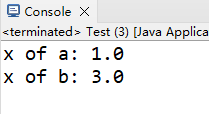 Console
<terminated> Test (3) [Java Applica
x of a: 1.0
x of b: 3.0